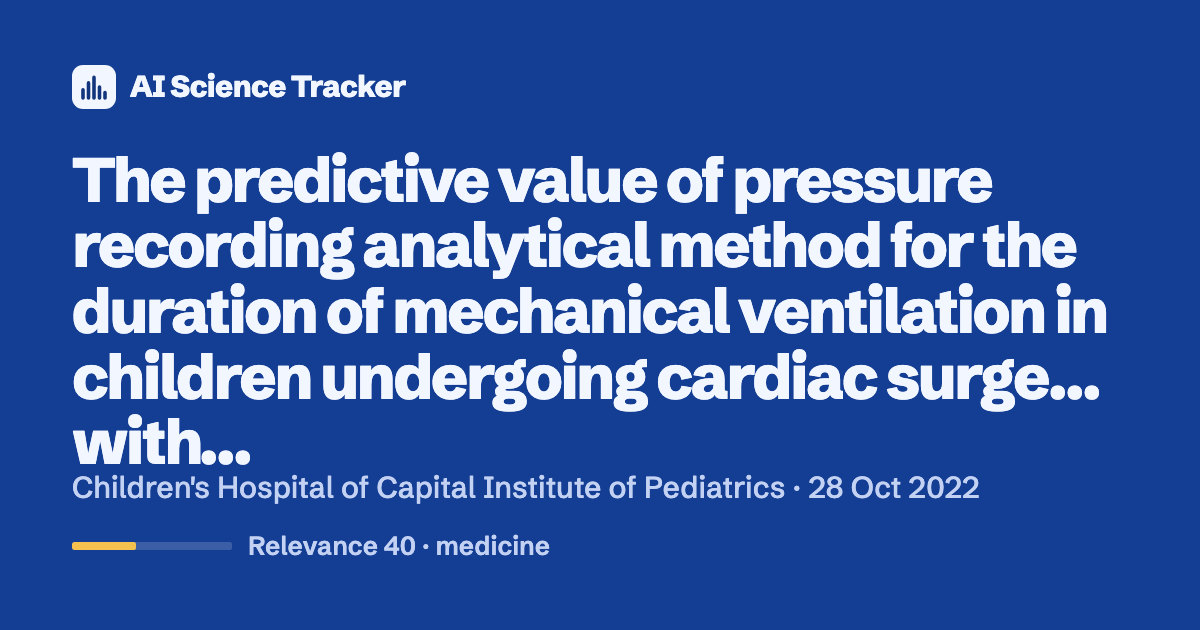 AI Science Tracker
The predictive value of pressure
recording analytical method for the
duration of mechanical ventilation in
children undergoing cardiac surge...
with...
Children's Hospital of Capital Institute of Pediatrics · 28 Oct 2022
Relevance 40 · medicine